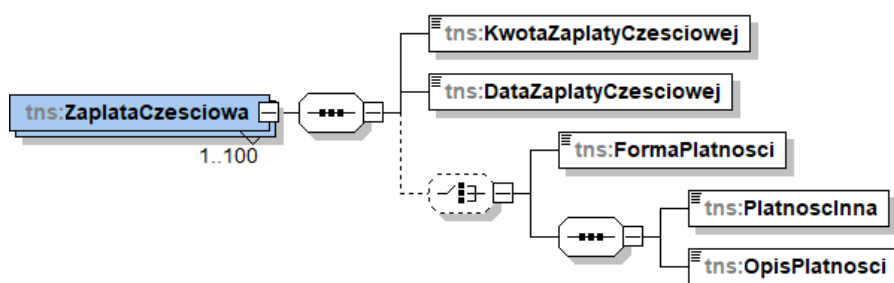 tns:KwotaZaplatyCzesciowej
tns:ZaplataCzesciowa
1..100
tns:DataZaplatyCzesciowej
tns:FormaPlatnosci
tns:PlatnoscInna
tns:OpisPlatnosci